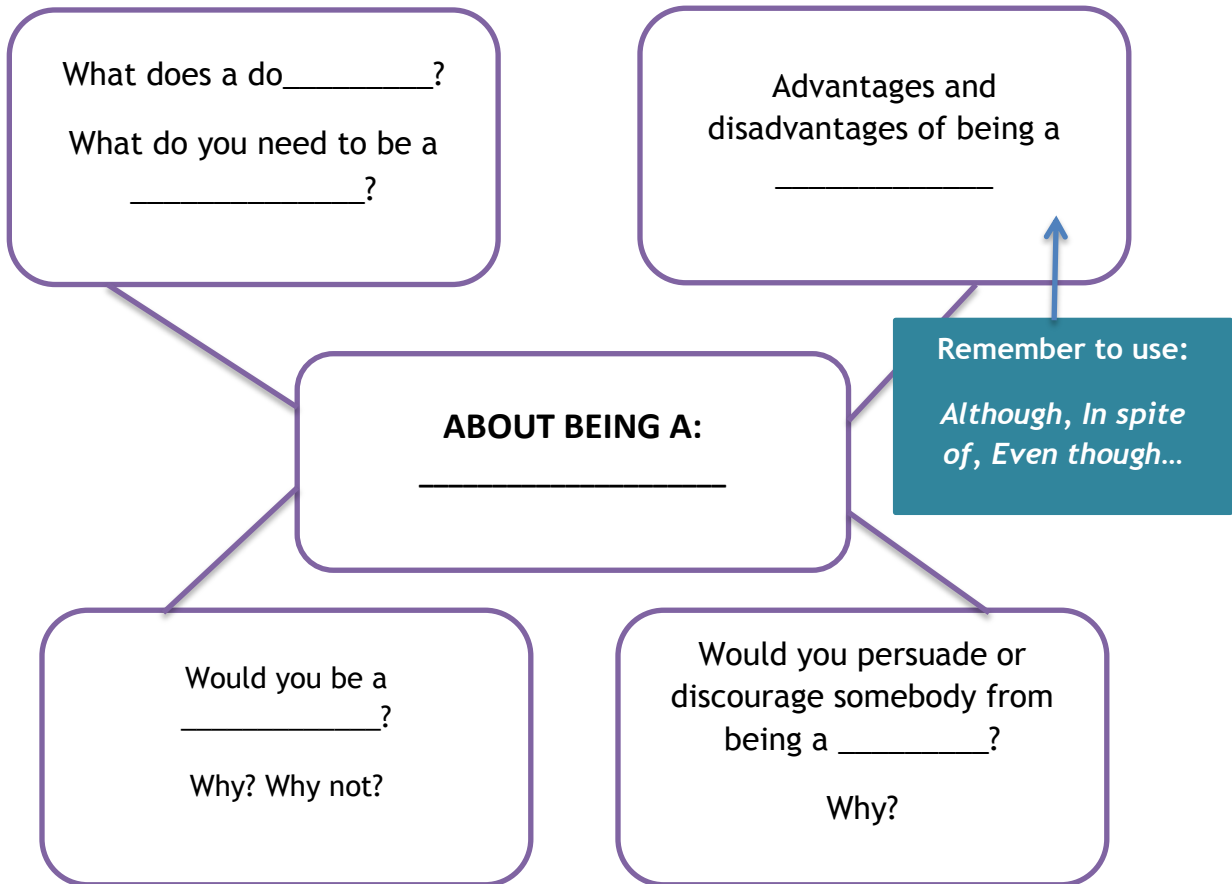 What does a do_________?
What do you need to be a
______________?
Advantages and
disadvantages of being a
_____________
Remember to use:
Although, In spite
of, Even though…
ABOUT BEING A:
____________________
Would you be a
_____________?
Why? Why not?
Would you persuade or
discourage somebody from
being a _________?
Why?